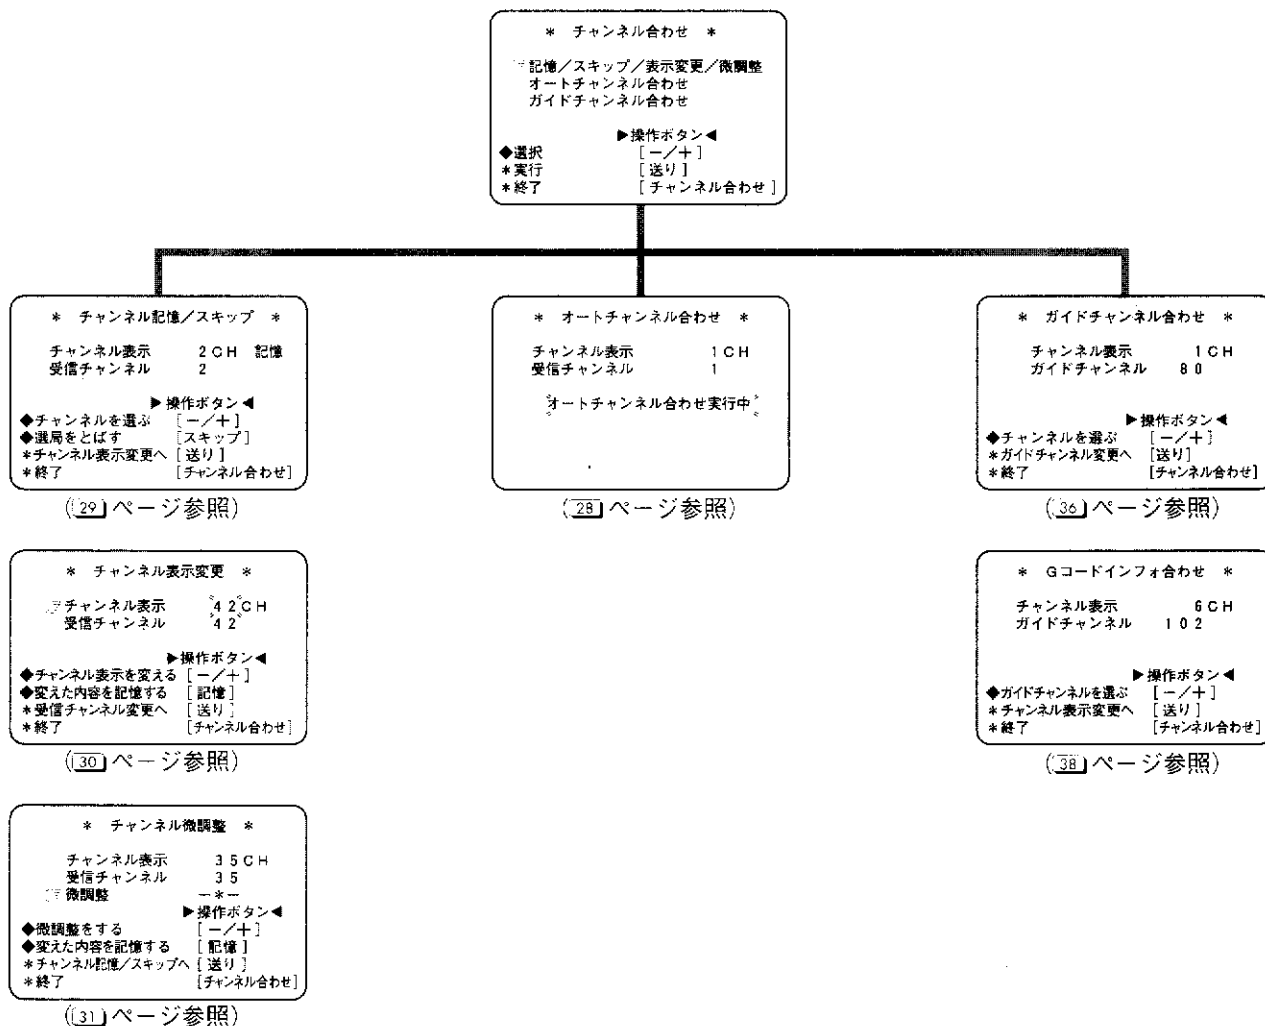 * チャンネル合わせ *
記憶/スキップ/表示変更/微調整
オートチャンネル合わせ
ガイドチャンネル合わせ
▶操作ボタン◀
◆選択 [-/+]
*実行 [送り]
*終了 [チャンネル合わせ]
* チャンネル記憶/スキップ *
チャンネル表示 2CH 記憶
受信チャンネル 2
▶操作ボタン◀
◆チャンネルを選ぶ [-/+]
◆選局をとばす [スキップ]
*チャンネル表示変更へ [送り]
*終了 [チャンネル合わせ]
(29ページ参照)
* オートチャンネル合わせ *
チャンネル表示 1CH
受信チャンネル 1
オートチャンネル合わせ実行中
(28ページ参照)
* ガイドチャンネル合わせ *
チャンネル表示 1CH
ガイドチャンネル 80
▶操作ボタン◀
◆チャンネルを選ぶ [-/+]
*ガイドチャンネル変更へ [送り]
*終了 [チャンネル合わせ]
(36ページ参照)
* チャンネル表示変更 *
チャンネル表示 42CH
受信チャンネル 42
▶操作ボタン◀
◆チャンネル表示を変える [-/+]
◆変えた内容を記憶する [記憶]
*受信チャンネル変更へ [送り]
*終了 [チャンネル合わせ]
(30ページ参照)
* Gコードインフォ合わせ *
チャンネル表示 6CH
ガイドチャンネル 102
▶操作ボタン◀
◆ガイドチャンネルを選ぶ [-/+]
*チャンネル表示変更へ [送り]
*終了 [チャンネル合わせ]
(38ページ参照)
* チャンネル微調整 *
チャンネル表示 35CH
受信チャンネル 35
微調整 -*-
▶操作ボタン◀
◆微調整をする [-/+]
◆変えた内容を記憶する [記憶]
*チャンネル記憶/スキップへ [送り]
*終了 [チャンネル合わせ]
(31ページ参照)